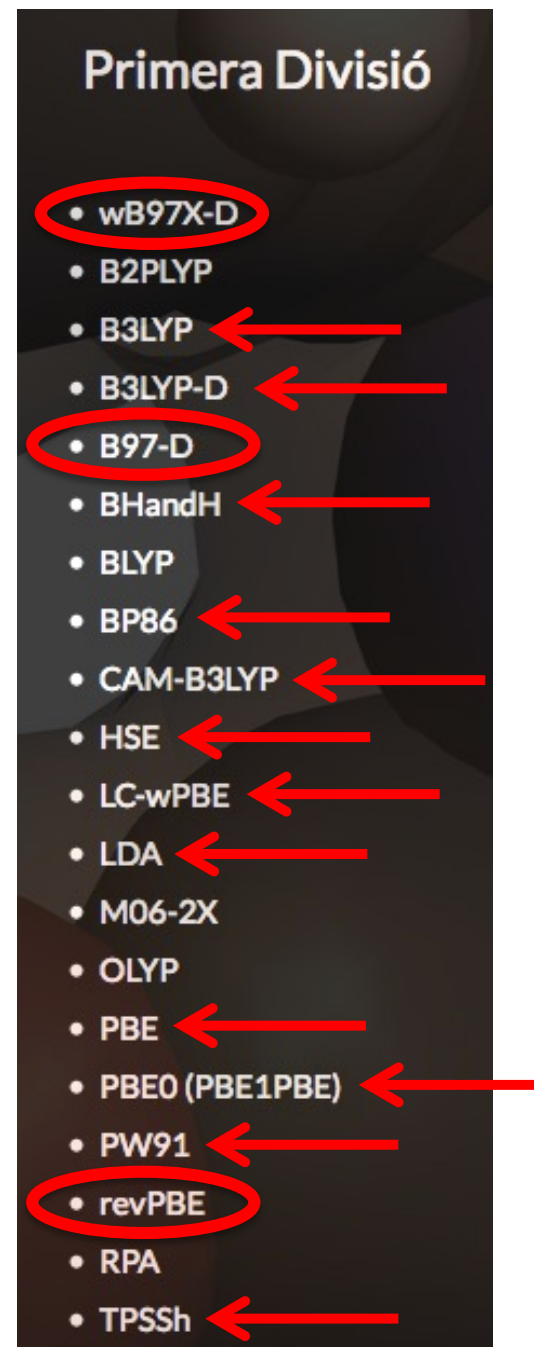 Primera Divisió
• wB97X-D
• B2PLYP
• B3LYP
• B3LYP-D
• B97-D
• BHandH
• BLYP
• BP86
• CAM-B3LYP
• HSE
• LC-wPBE
• LDA
• M06-2X
• OLYP
• PBE
• PBE0 (PBE1PBE)
• PW91
• revPBE
• RPA
• TPSSh